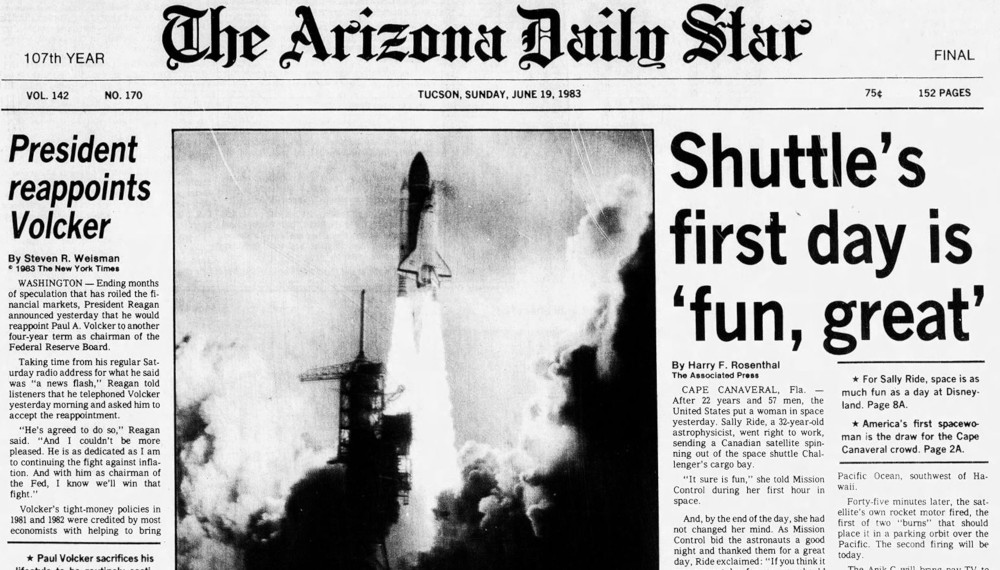 The Arizona Daily Star
107th YEAR
FINAL
VOL. 142 NO. 170 TUCSON, SUNDAY, JUNE 19, 1983 75¢ 152 PAGES
President
reappoints
Volcker
By Steven R. Weisman
© 1983 The New York Times
WASHINGTON — Ending months
of speculation that has roiled the fi-
nancial markets, President Reagan
announced yesterday that he would
reappoint Paul A. Volcker to another
four-year term as chairman of the
Federal Reserve Board.
Taking time from his regular Sat-
urday radio address for what he said
was "a news flash," Reagan told
listeners that he telephoned Volcker
yesterday morning and asked him to
accept the reappointment.
"He's agreed to do so," Reagan
said. "And I couldn't be more
pleased. He is as dedicated as I am
to continuing the fight against infla-
tion. And with him as chairman of
the Fed, I know we'll win that
fight."
Volcker's tight-money policies in
1981 and 1982 were credited by most
economists with helping to bring
★ Paul Volcker sacrifices his
Shuttle's
first day is
'fun, great'
By Harry F. Rosenthal
The Associated Press
CAPE CANAVERAL, Fla. —
After 22 years and 57 men, the
United States put a woman in space
yesterday. Sally Ride, a 32-year-old
astrophysicist, went right to work,
sending a Canadian satellite spin-
ning out of the space shuttle Chal-
lenger's cargo bay.
"It sure is fun," she told Mission
Control during her first hour in
space.
And, by the end of the day, she had
not changed her mind. As Mission
Control bid the astronauts a good
night and thanked them for a great
day, Ride exclaimed: "If you think it
★ For Sally Ride, space is as
much fun as a day at Disney-
land. Page 8A.
★ America's first spacewo-
man is the draw for the Cape
Canaveral crowd. Page 2A.
Pacific Ocean, southwest of Ha-
waii.
Forty-five minutes later, the sat-
ellite's own rocket motor fired, the
first of two "burns" that should
place it in a parking orbit over the
Pacific. The second firing will be
today.